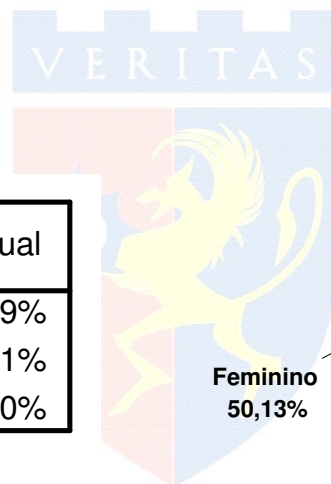 VERITAS
ual
9%
1%
0%
Feminino
50,13%